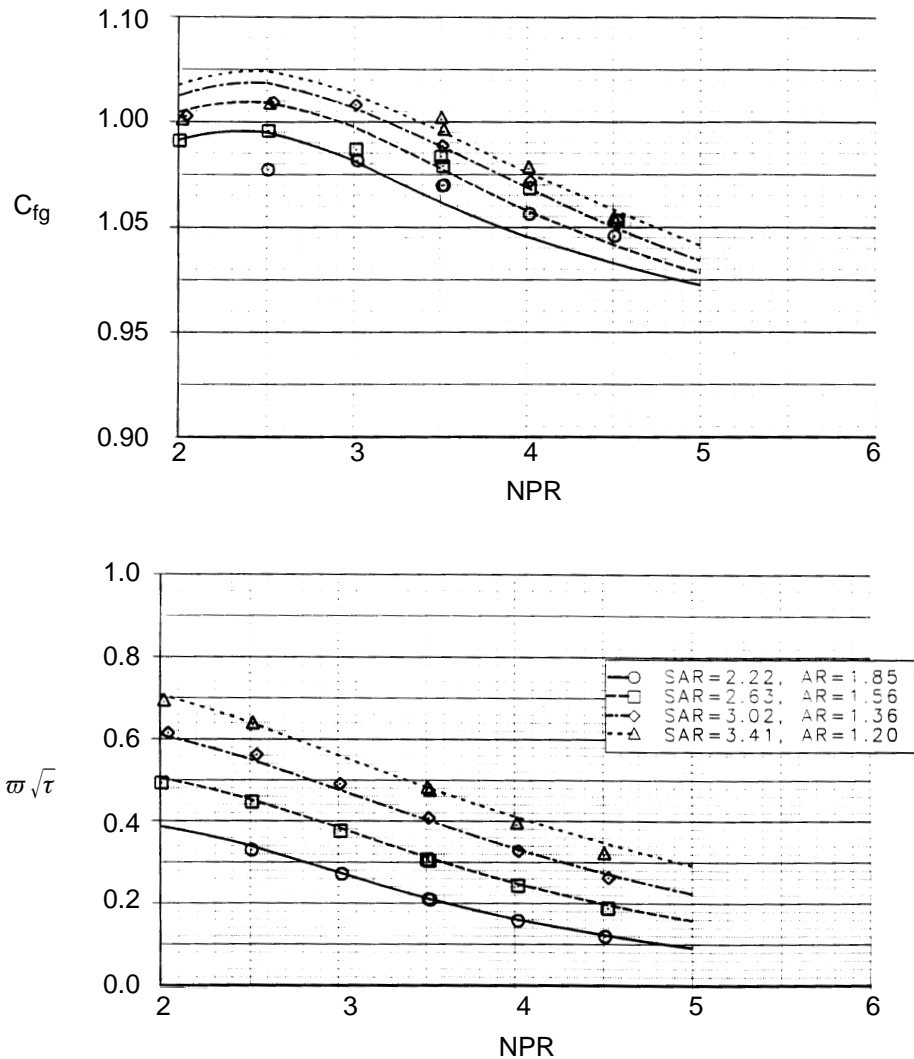 1.10
1.00
1.05
0.95
0.90
Cfg
2 3 4 5 6
NPR
1.0
0.8
0.6
0.4
0.2
0.0
ϖ √τ
SAR=2.22, AR=1.85
SAR=2.63, AR=1.56
SAR=3.02, AR=1.36
SAR=3.41, AR=1.20
2 3 4 5 6
NPR